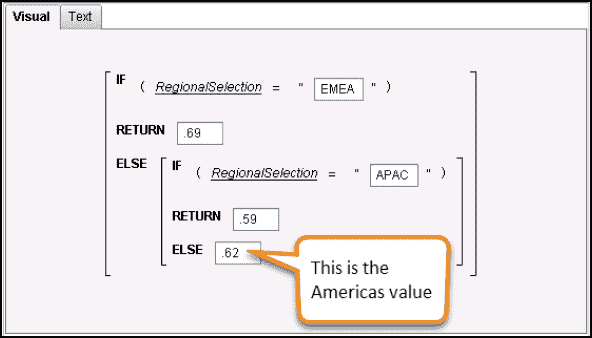 Visual Text
IF
( RegionalSelection = " EMEA " )
RETURN .69
ELSE IF
( RegionalSelection = " APAC " )
RETURN .59
ELSE .62
This is the
Americas value